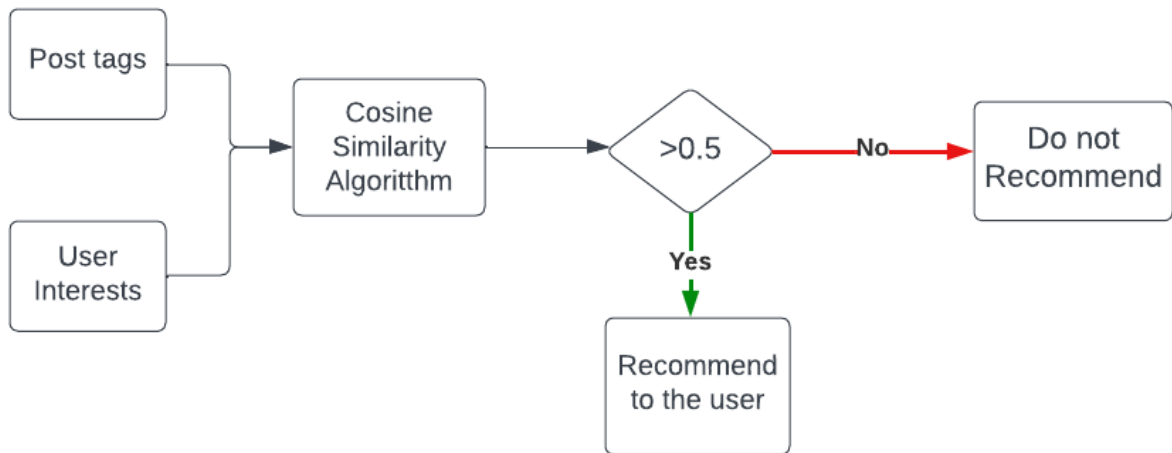 Post tags
User
Interests
Cosine
Similarity
Algoritthm
>0.5
No
Do not
Recommend
Yes
Recommend
to the user